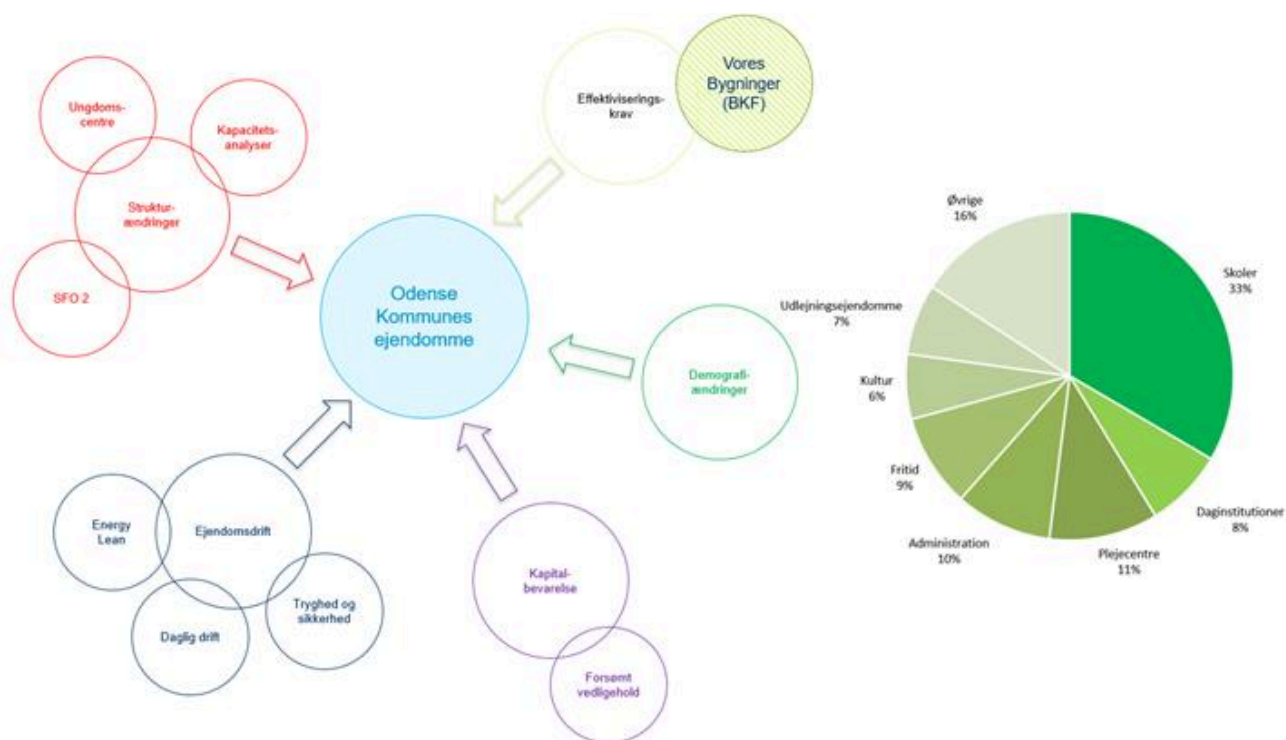 Ungdoms-
centre
Kapacitets-
analyser
Struktur-
ændringer
SFO 2
Effektiviserings-
krav
Vores
Bygninger
(BKF)
Odense
Kommunes
ejendomme
Demografi-
ændringer
Energy
Lean
Ejendomsdrift
Daglig drift
Tryghed og
sikkerhed
Kapital-
bevarelse
Forsømt
vedligehold
Øvrige
16%
Skoler
33%
Udlejningsejendomme
7%
Kultur
6%
Fritid
9%
Administration
10%
Plejecentre
11%
Daginstitutioner
8%